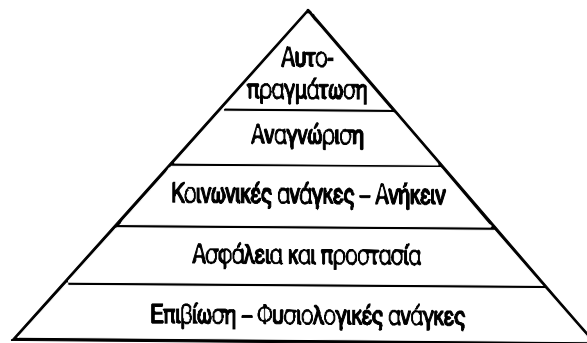 Αυτο-
πραγμάτωση
Αναγνώριση
Κοινωνικές ανάγκες – Ανήκειν
Ασφάλεια και προστασία
Επιβίωση – Φυσιολογικές ανάγκες